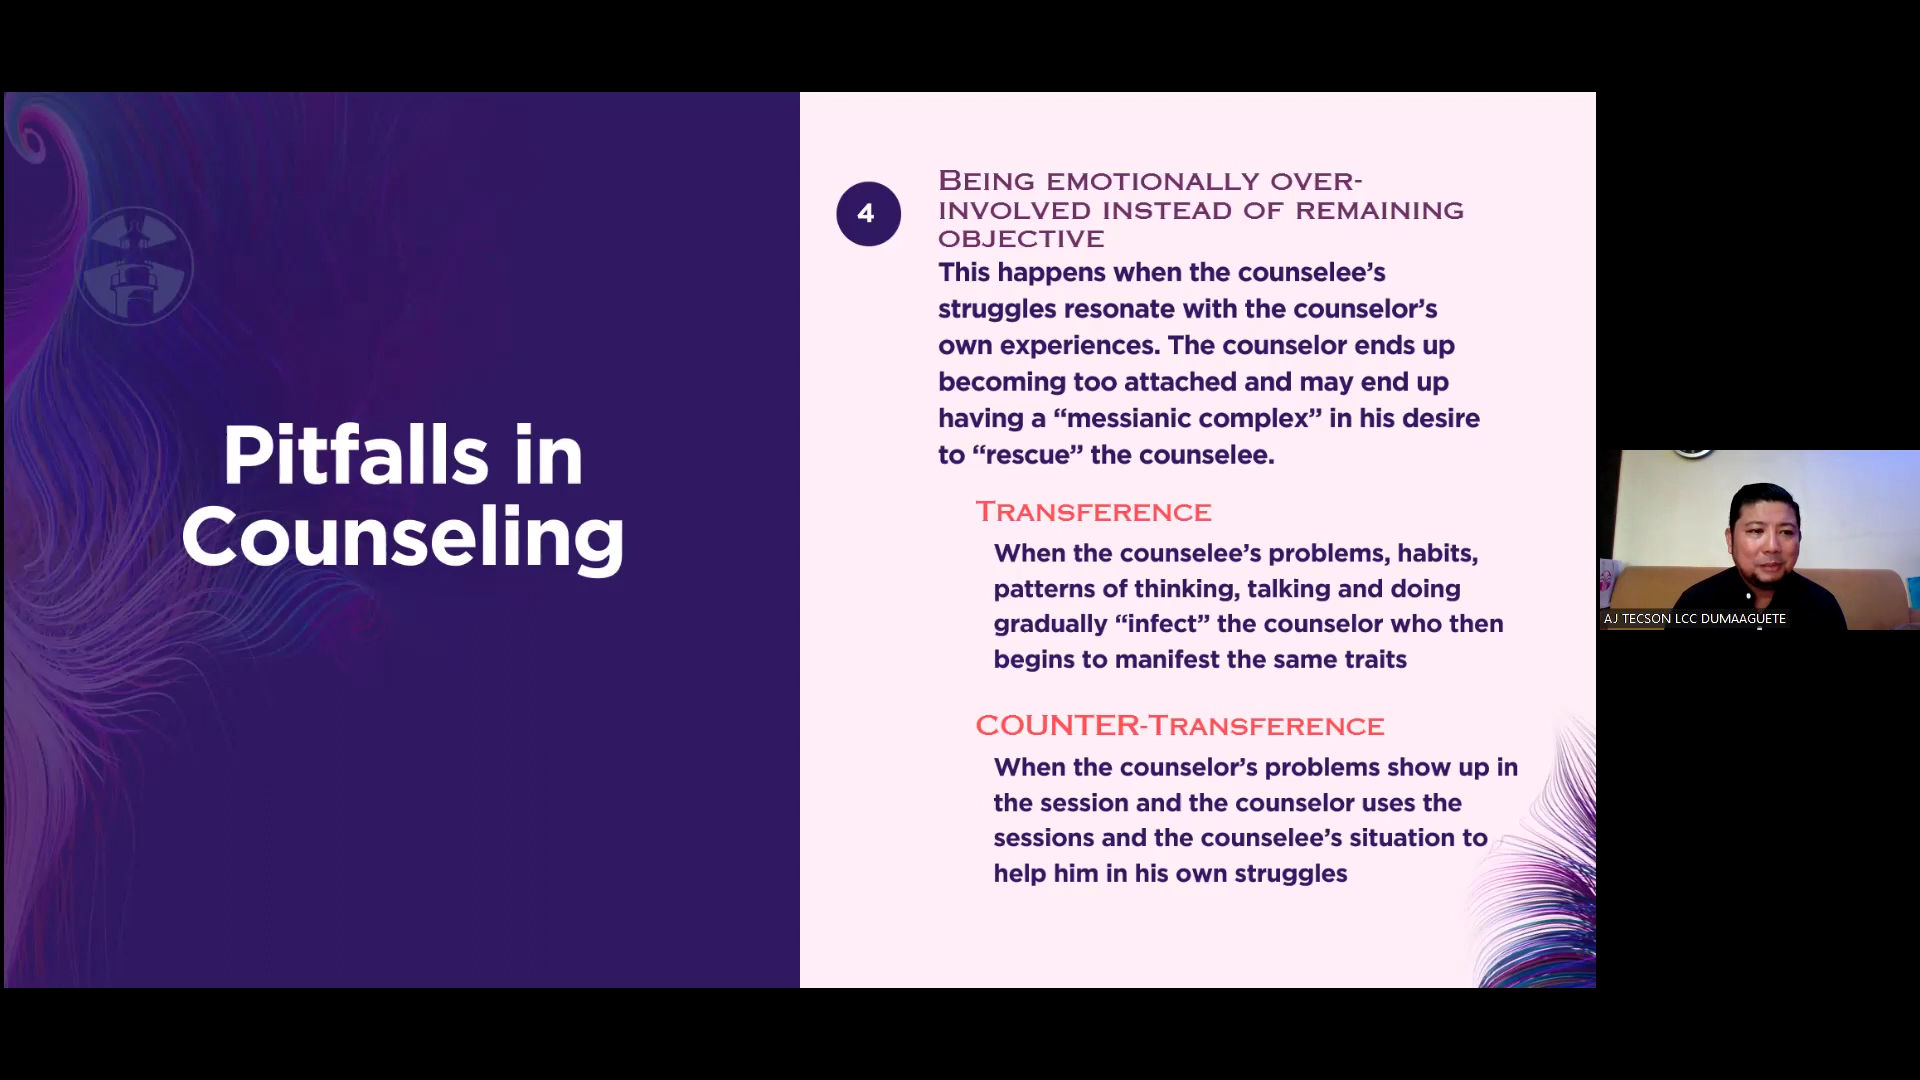 Pitfalls in
Counseling
4
BEING EMOTIONALLY OVER-
INVOLVED INSTEAD OF REMAINING
OBJECTIVE
This happens when the counselee’s
struggles resonate with the counselor’s
own experiences. The counselor ends up
becoming too attached and may end up
having a “messianic complex” in his desire
to “rescue” the counselee.
TRANSFERENCE
When the counselee’s problems, habits,
patterns of thinking, talking and doing
gradually “infect” the counselor who then
begins to manifest the same traits
COUNTER-TRANSFERENCE
When the counselor’s problems show up in
the session and the counselor uses the
sessions and the counselee’s situation to
help him in his own struggles
AJ TECSON LCC DUMAAGUETE